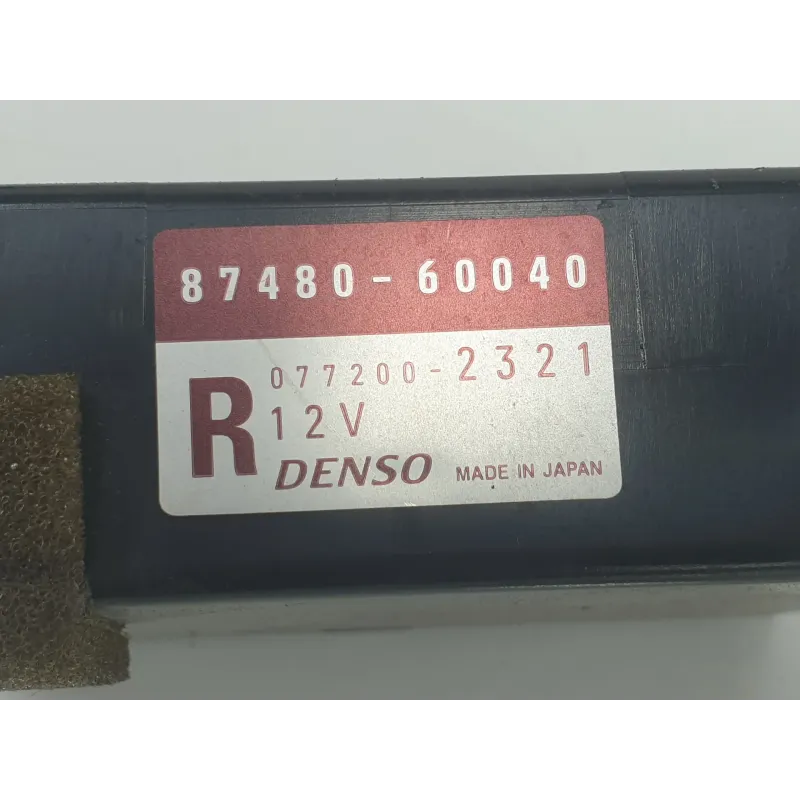 87480-60040
077200-2321
R 12V
DENSO MADE IN JAPAN